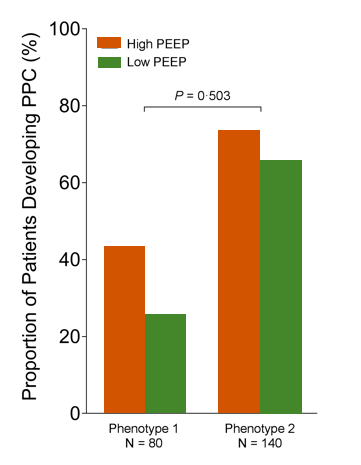 Proportion of Patients Developing PPC (%)
100
80
60
40
20
0
High PEEP
Low PEEP
P = 0·503
Phenotype 1
N = 80
Phenotype 2
N = 140